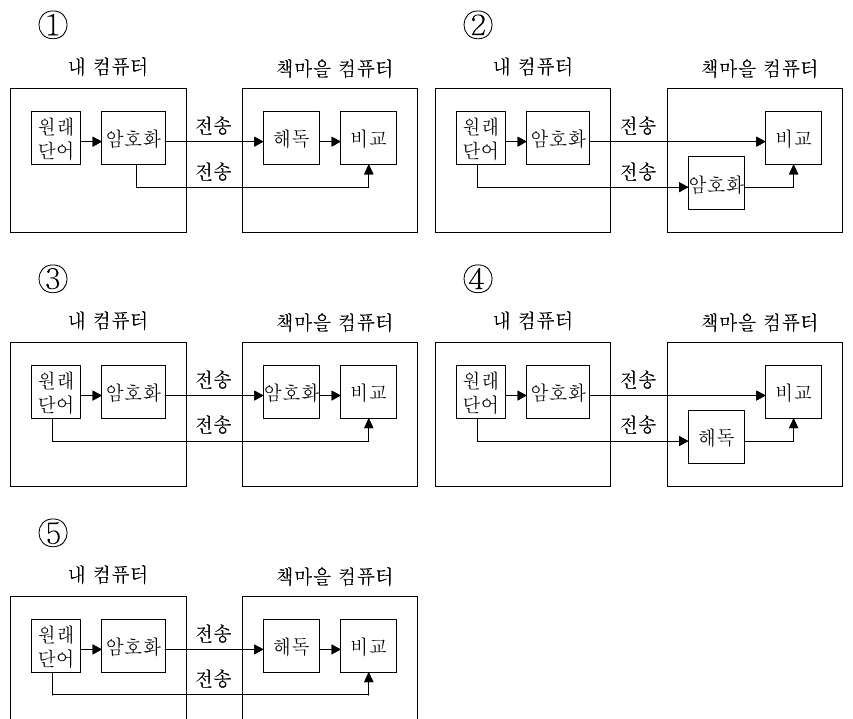 ① ②
내 컴퓨터 책마을 컴퓨터 내 컴퓨터 책마을 컴퓨터
원래 단어 암호화 전송 해독 비교 원래 단어 암호화 전송 비교
전송 전송 암호화
③ ④
내 컴퓨터 책마을 컴퓨터 내 컴퓨터 책마을 컴퓨터
원래 단어 암호화 전송 암호화 비교 원래 단어 암호화 전송 비교
전송 전송 해독
⑤
내 컴퓨터 책마을 컴퓨터
원래 단어 암호화 전송 해독 비교
전송